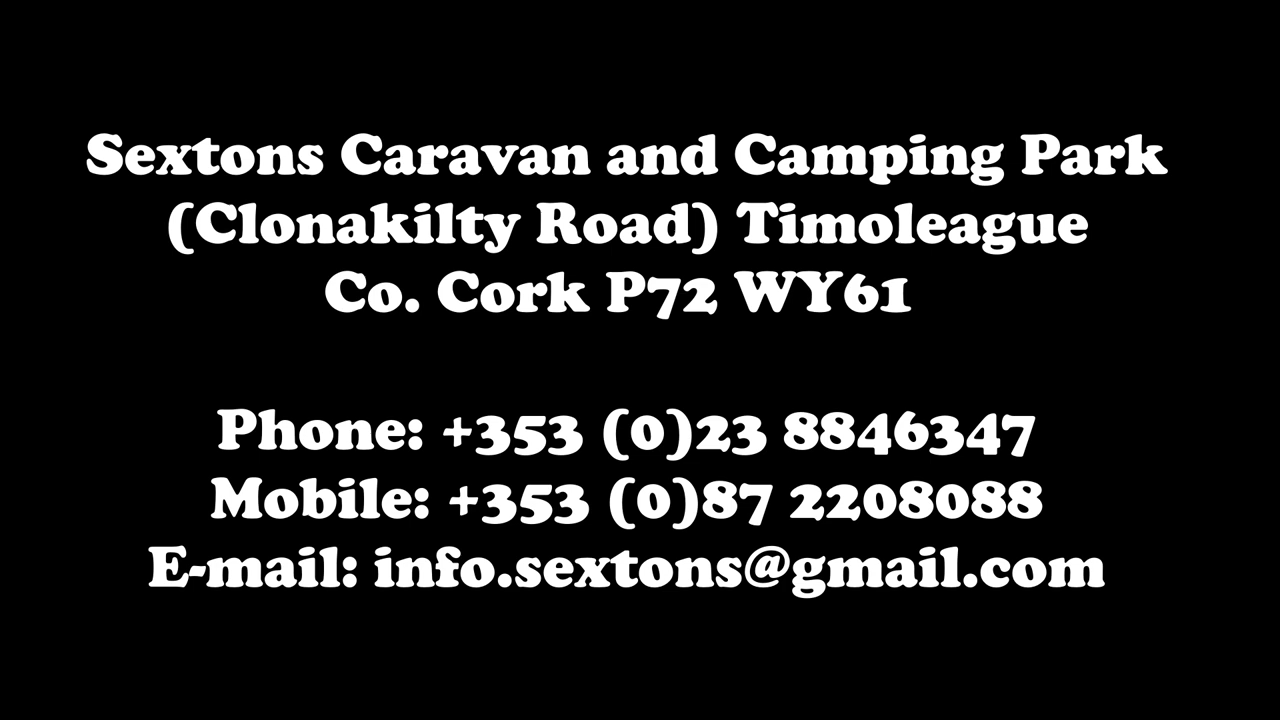 Sextons Caravan and Camping Park
(Clonakilty Road) Timoleague
Co. Cork P72 WY61
Phone: +353 (0)23 8846347
Mobile: +353 (0)87 2208088
E-mail: info.sextons@gmail.com